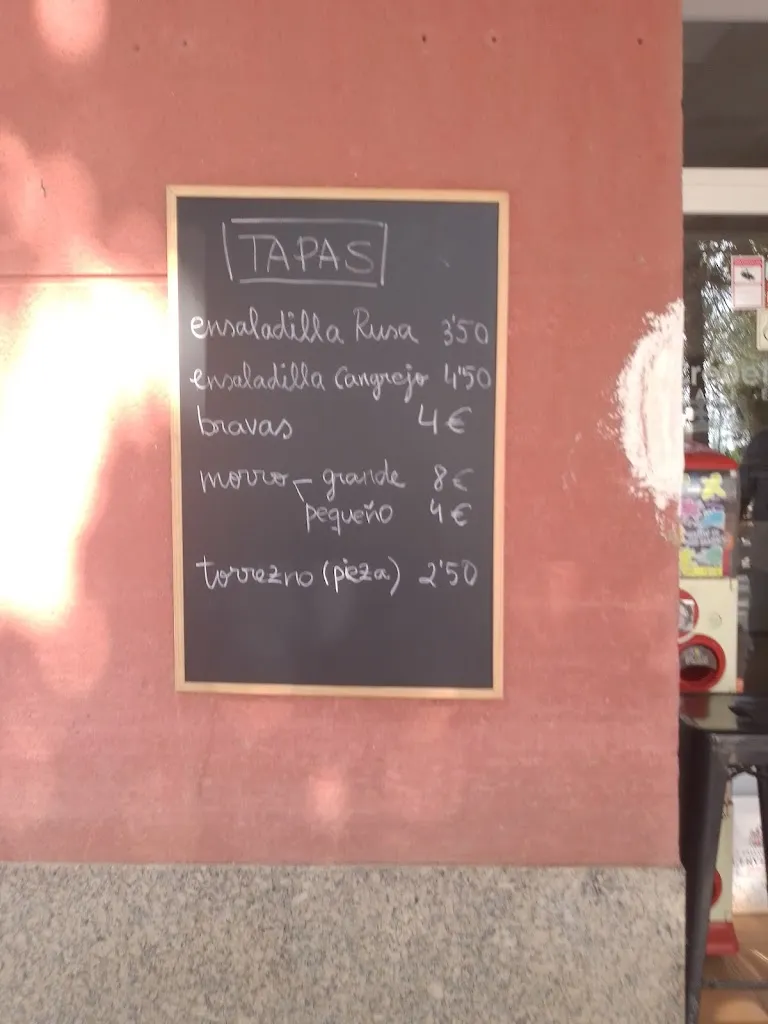 TAPAS
ensaladilla Rusa 3'50
ensaladilla Cangrejo 4'50
bravas 4€
morro - grande 8€
pequeño 4€
torrezno (pieza) 2'50